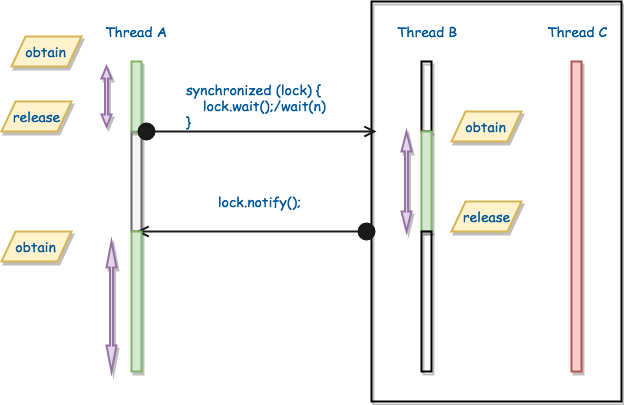 Thread A
Thread B
Thread C
obtain
synchronized (lock) {
lock.wait();/wait(n)
}
release
obtain
lock.notify();
release
obtain